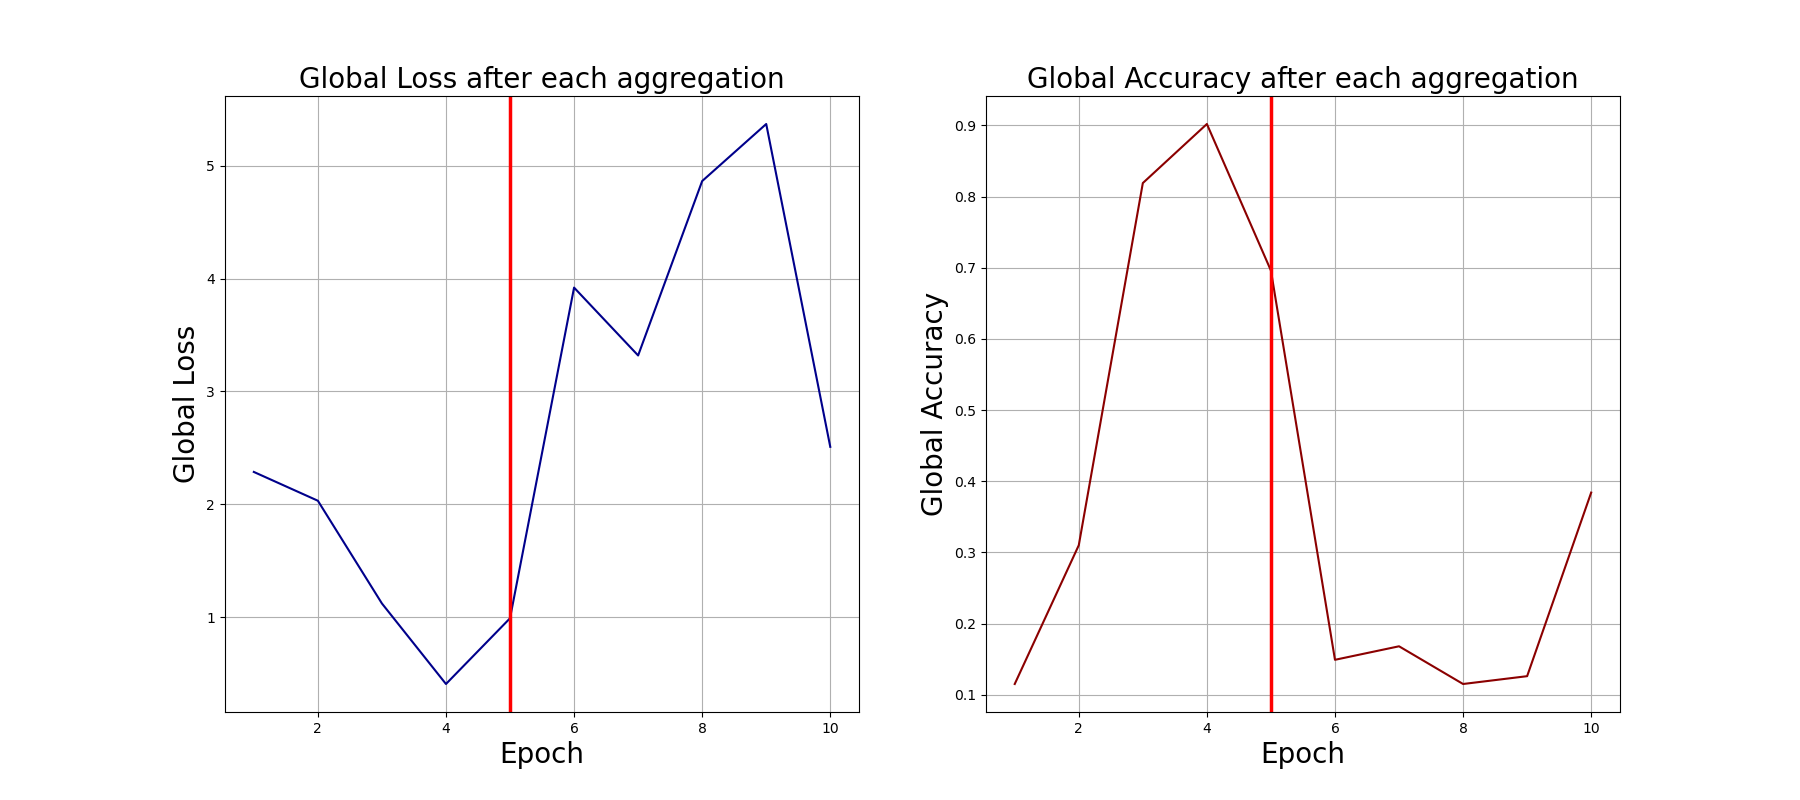 Global Loss after each aggregation
5
4
3
2
1
Global Loss
2 4 6 8 10
Epoch
Global Accuracy after each aggregation
0.9
0.8
0.7
0.6
0.5
0.4
0.3
0.2
0.1
Global Accuracy
2 4 6 8 10
Epoch